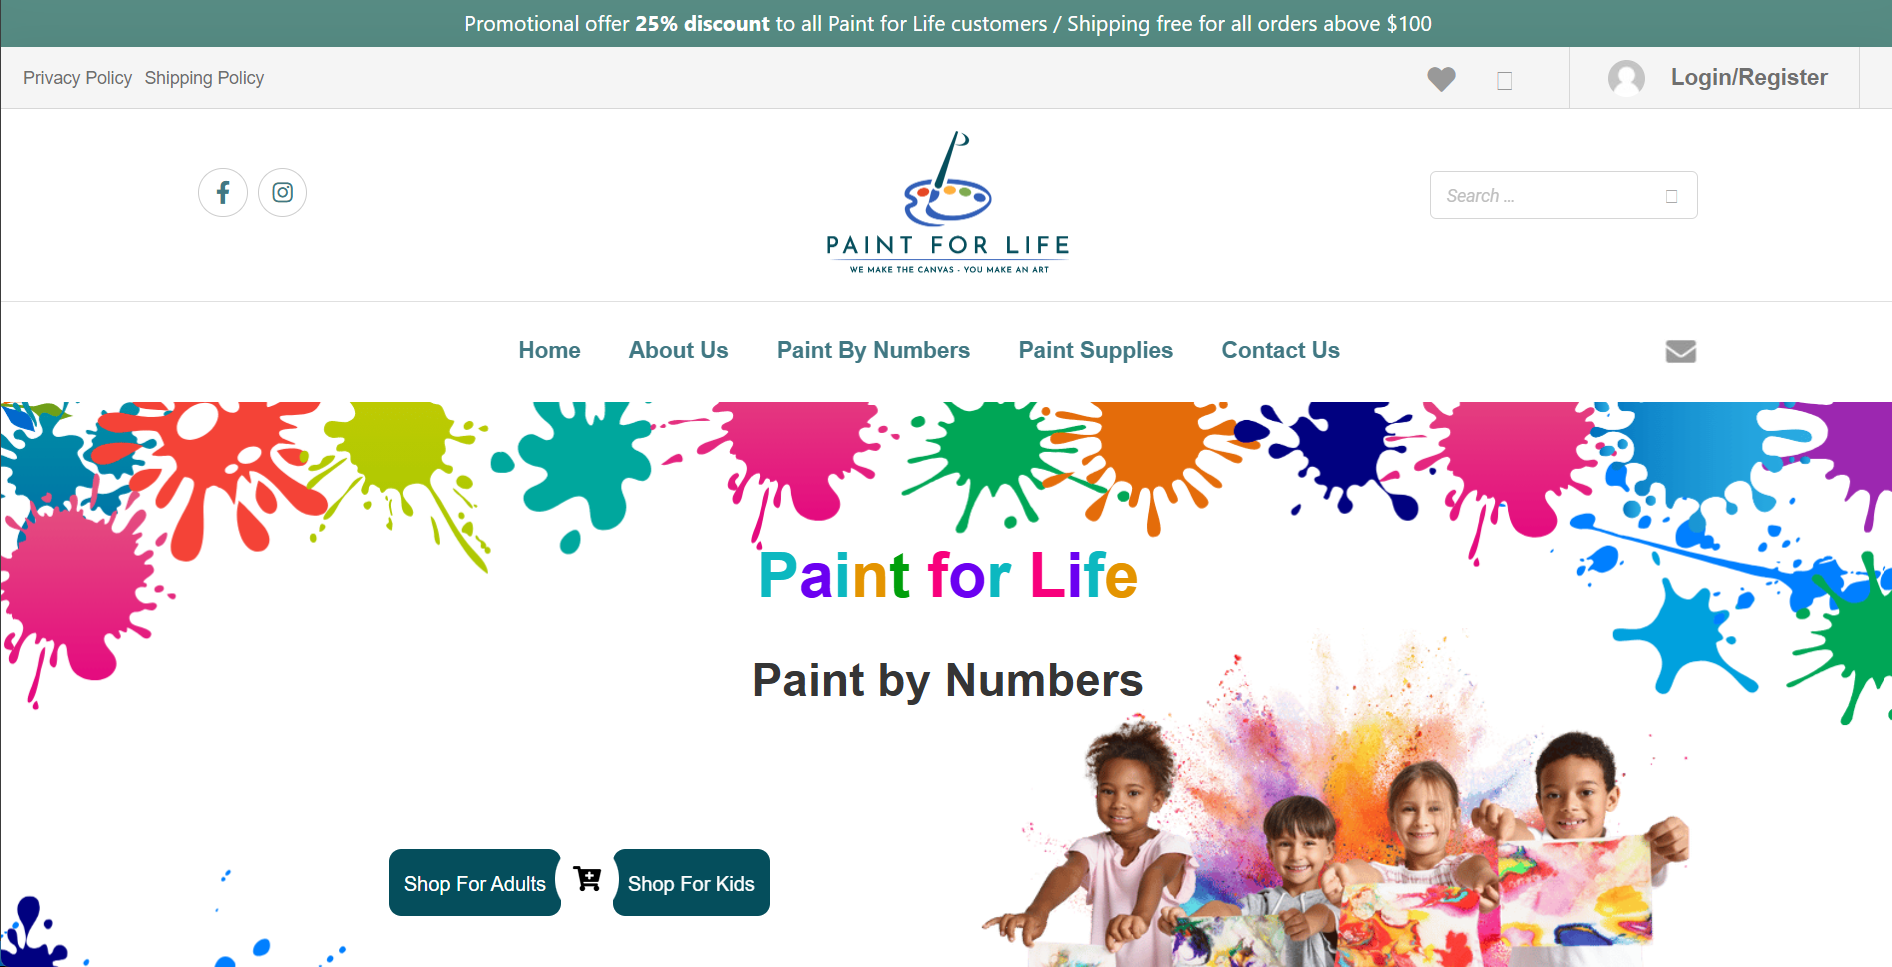 Promotional offer 25% discount to all Paint for Life customers / Shipping free for all orders above $100
Privacy Policy Shipping Policy
Login/Register
Search ...
PAINT FOR LIFE
WE MAKE THE CANVAS - YOU MAKE AN ART
Home About Us Paint By Numbers Paint Supplies Contact Us
Paint for Life
Paint by Numbers
Shop For Adults Shop For Kids